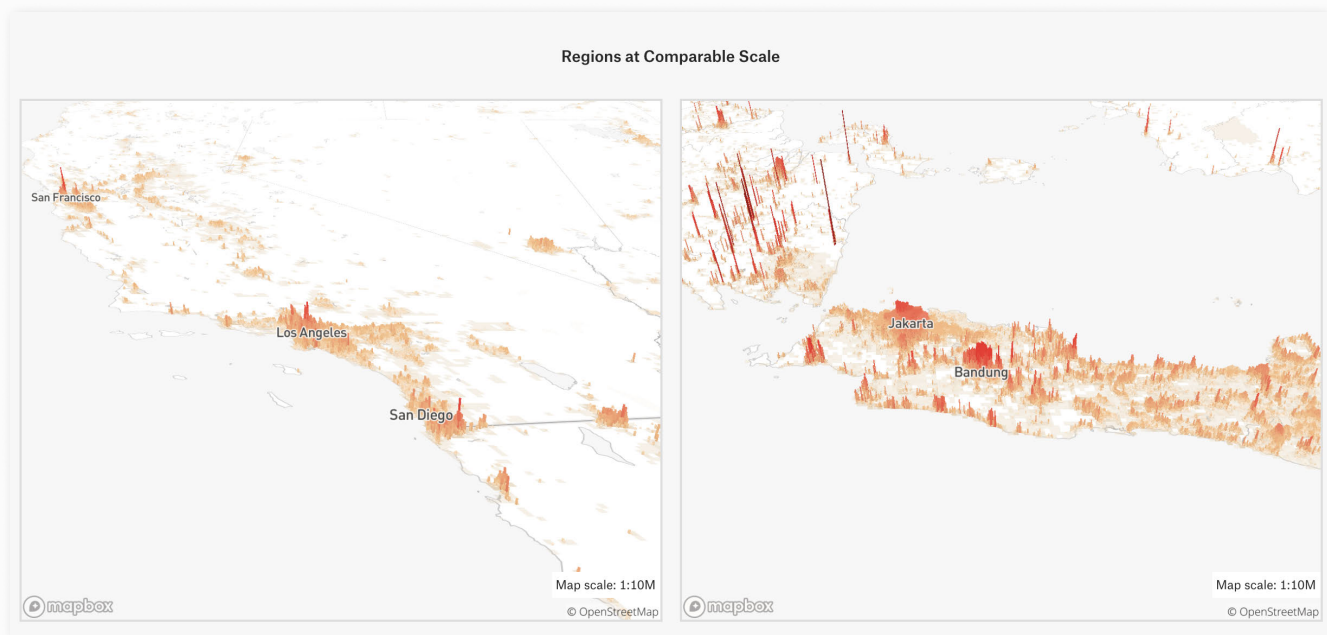 Regions at Comparable Scale
San Francisco
Los Angeles
San Diego
Map scale: 1:10M
mapbox
© OpenStreetMap
Jakarta
Bandung
Map scale: 1:10M
mapbox
© OpenStreetMap